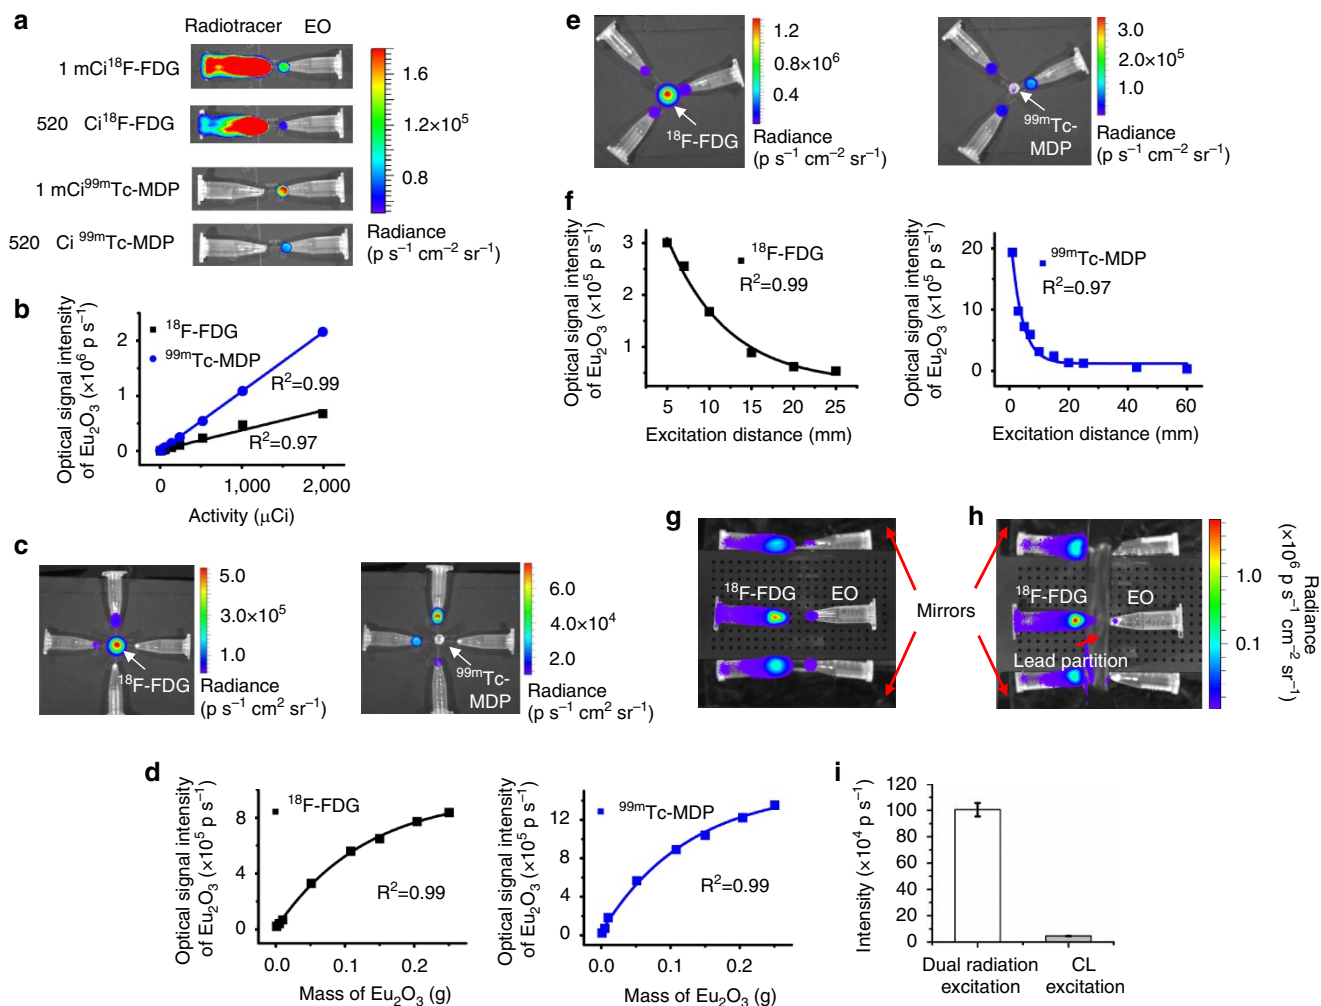 a
Radiotracer EO
1 mCi¹⁸F-FDG
520 Ci¹⁸F-FDG
1 mCi⁹⁹ᵐTc-MDP
520 Ci ⁹⁹ᵐTc-MDP
1.6
1.2×10⁵
0.8
Radiance
(p s⁻¹ cm⁻² sr⁻¹)
b
Optical signal intensity
of Eu₂O₃ (×10⁶ p s⁻¹)
2
1
0
¹⁸F-FDG
⁹⁹ᵐTc-MDP
R²=0.99
R²=0.97
0 1,000 2,000
Activity (μCi)
c
¹⁸F-FDG
5.0
3.0×10⁵
1.0
Radiance
(p s⁻¹ cm² sr⁻¹)
⁹⁹ᵐTc-
MDP
6.0
4.0×10⁴
2.0
Radiance
(p s⁻¹ cm² sr⁻¹)
d
Optical signal intensity
of Eu₂O₃ (×10⁵ p s⁻¹)
8
4
0
¹⁸F-FDG
R²=0.99
0.0 0.1 0.2
Mass of Eu₂O₃ (g)
Optical signal intensity
of Eu₂O₃ (×10⁵ p s⁻¹)
12
8
4
0
⁹⁹ᵐTc-MDP
R²=0.99
0.0 0.1 0.2
Mass of Eu₂O₃ (g)
e
¹⁸F-FDG
1.2
0.8×10⁶
0.4
Radiance
(p s⁻¹ cm⁻² sr⁻¹)
⁹⁹ᵐTc-
MDP
3.0
2.0×10⁵
1.0
Radiance
(p s⁻¹ cm⁻² sr⁻¹)
f
Optical signal intensity
of Eu₂O₃ (×10⁵ p s⁻¹)
3
2
1
¹⁸F-FDG
R²=0.99
5 10 15 20 25
Excitation distance (mm)
Optical signal intensity
of Eu₂O₃ (×10⁵ p s⁻¹)
20
10
0
⁹⁹ᵐTc-MDP
R²=0.97
0 20 40 60
Excitation distance (mm)
g
¹⁸F-FDG EO
Mirrors
h
¹⁸F-FDG EO
Lead partition
1.0
0.1
Radiance
(×10⁶ p s⁻¹ cm⁻² sr⁻¹)
i
Intensity (×10⁴ p s⁻¹)
120
100
80
60
40
20
0
Dual radiation
excitation
CL
excitation